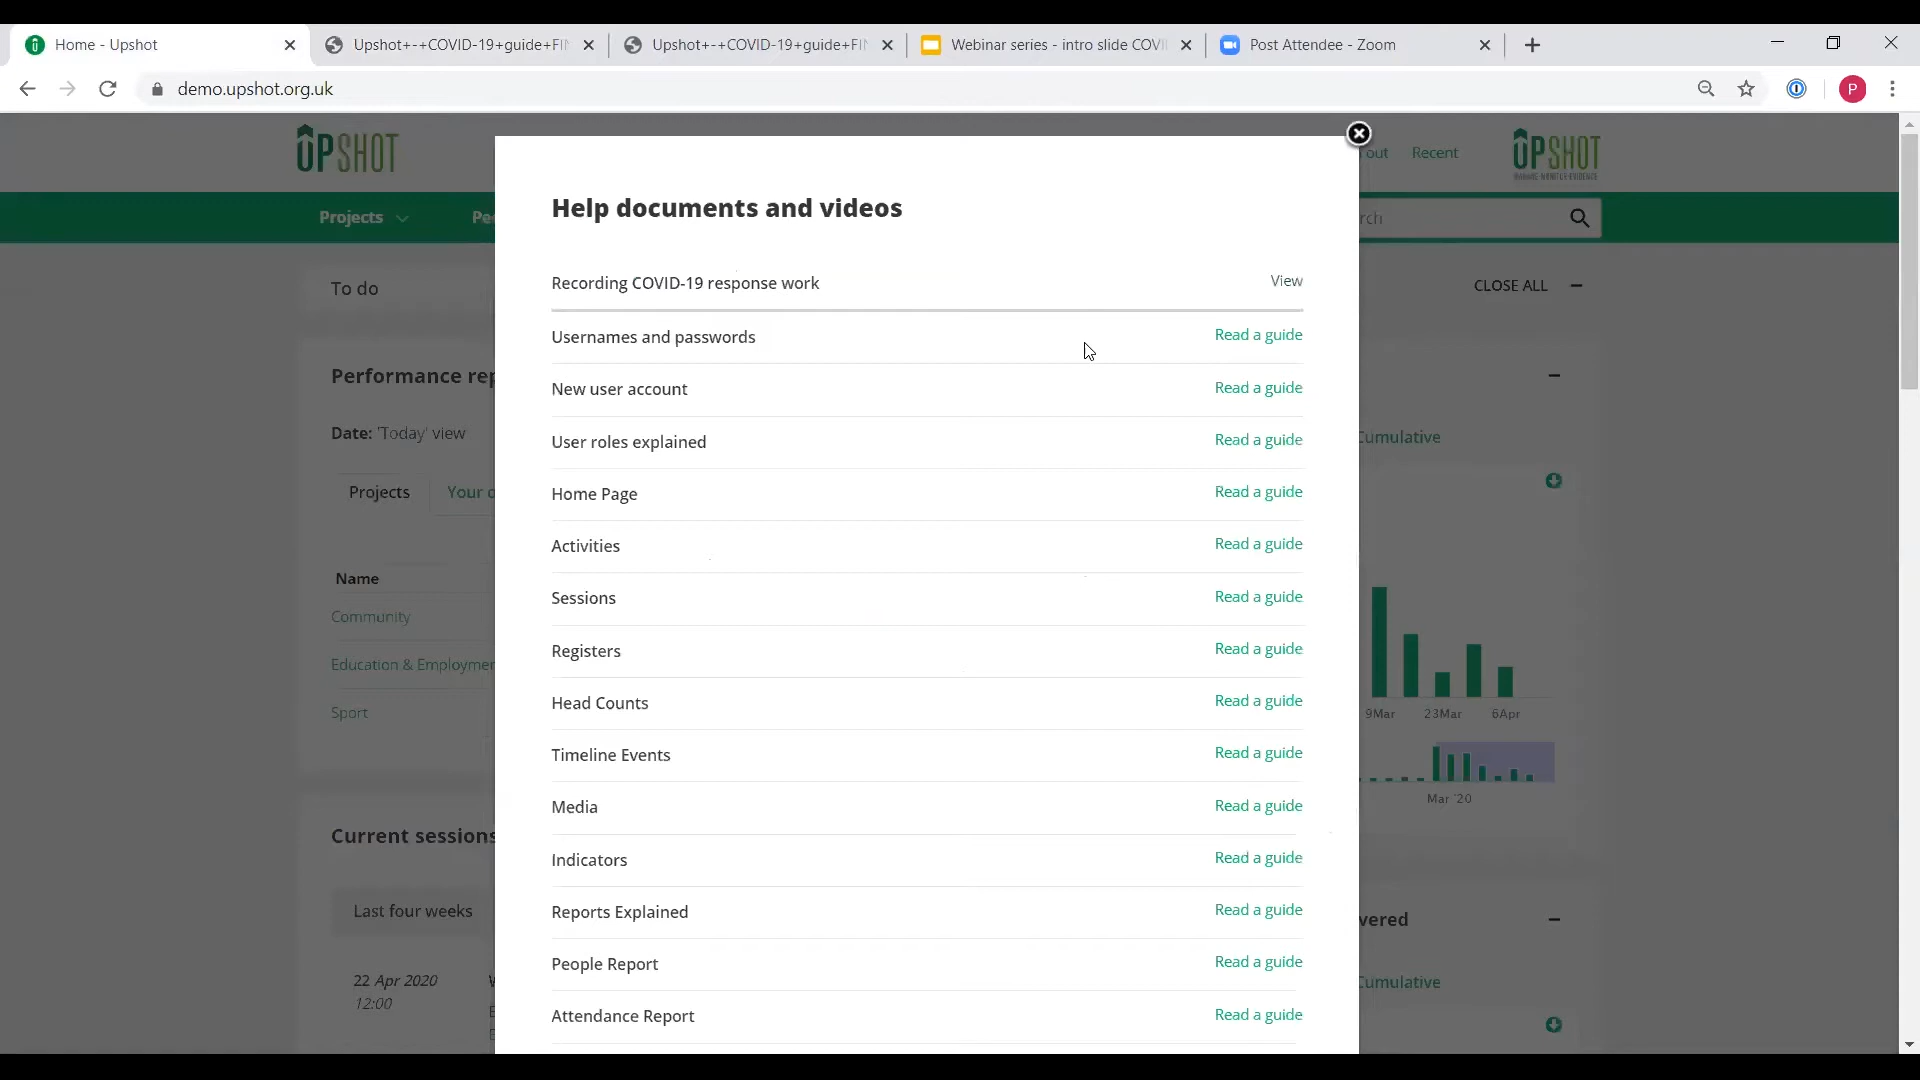 Home - Upshot
Upshot+-+COVID-19+guide+FI
Upshot+-+COVID-19+guide+FI
Webinar series - intro slide COVI
Post Attendee - Zoom
demo.upshot.org.uk
P
UPSHOT
out
Recent
UPSHOT
Projects
Pe
rch
Help documents and videos
Recording COVID-19 response work
View
Usernames and passwords
Read a guide
New user account
Read a guide
User roles explained
Read a guide
Home Page
Read a guide
Activities
Read a guide
Sessions
Read a guide
Registers
Read a guide
Head Counts
Read a guide
Timeline Events
Read a guide
Media
Read a guide
Indicators
Read a guide
Reports Explained
Read a guide
People Report
Read a guide
Attendance Report
Read a guide
To do
CLOSE ALL
Performance rep
Date: 'Today' view
Cumulative
Projects
Your o
Name
Community
Education & Employmen
Sport
9Mar
23Mar
6Apr
Mar '20
Current sessions
Last four weeks
vered
22 Apr 2020
12:00
Cumulative